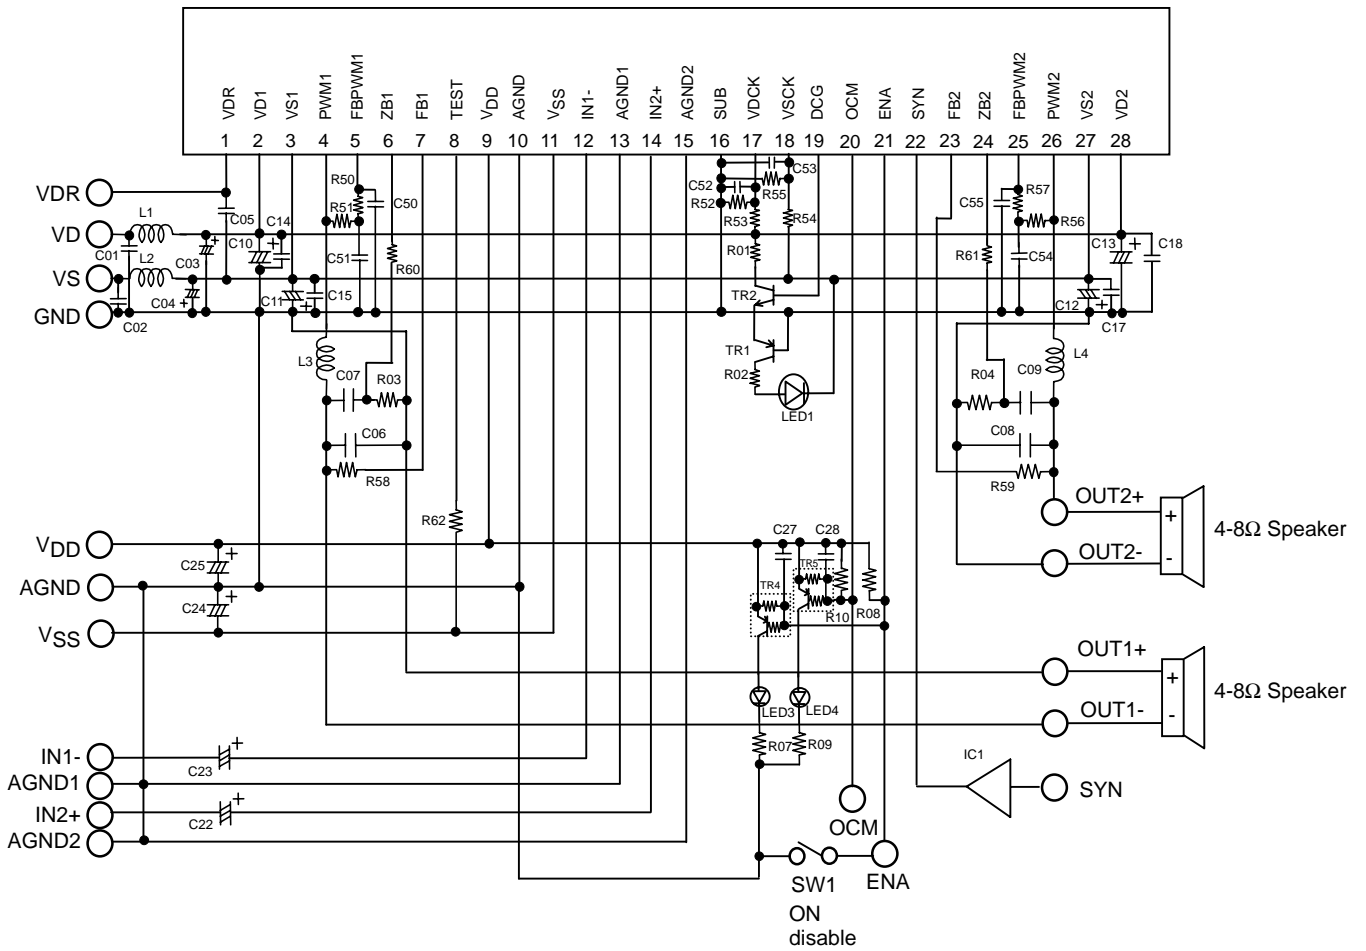 VDR
VD1
VS1
PWM1
FBPWM1
ZB1
FB1
TEST
VDD
AGND
VSS
IN1-
AGND1
IN2+
AGND2
SUB
VDCK
VSCK
DCG
OCM
ENA
SYN
FB2
ZB2
FBPWM2
PWM2
VS2
VD2
1 2 3 4 5 6 7 8 9 10 11 12 13 14 15 16 17 18 19 20 21 22 23 24 25 26 27 28
VDR
VD
VS
GND
L1
L2
C01
C02
C03
C04
C05
C10
C14
C11
C15
R50
R51
C50
C51
R60
C52
R52
C53
R55
R53
R54
R01
TR2
TR1
R02
LED1
C55
R57
R56
R61
C54
C13
C18
C12
C17
L3
C07
R03
C06
R58
R62
R04
C09
L4
C08
R59
OUT2+
OUT2-
+
-
4-8Ω Speaker
VDD
AGND
VSS
C25
+
C24
+
C27
C28
TR4
TR5
R10
R08
LED3
LED4
R07
R09
OUT1+
OUT1-
+
-
4-8Ω Speaker
IN1-
AGND1
IN2+
AGND2
C23
+
C22
+
IC1
SYN
OCM
ENA
SW1
ON
disable